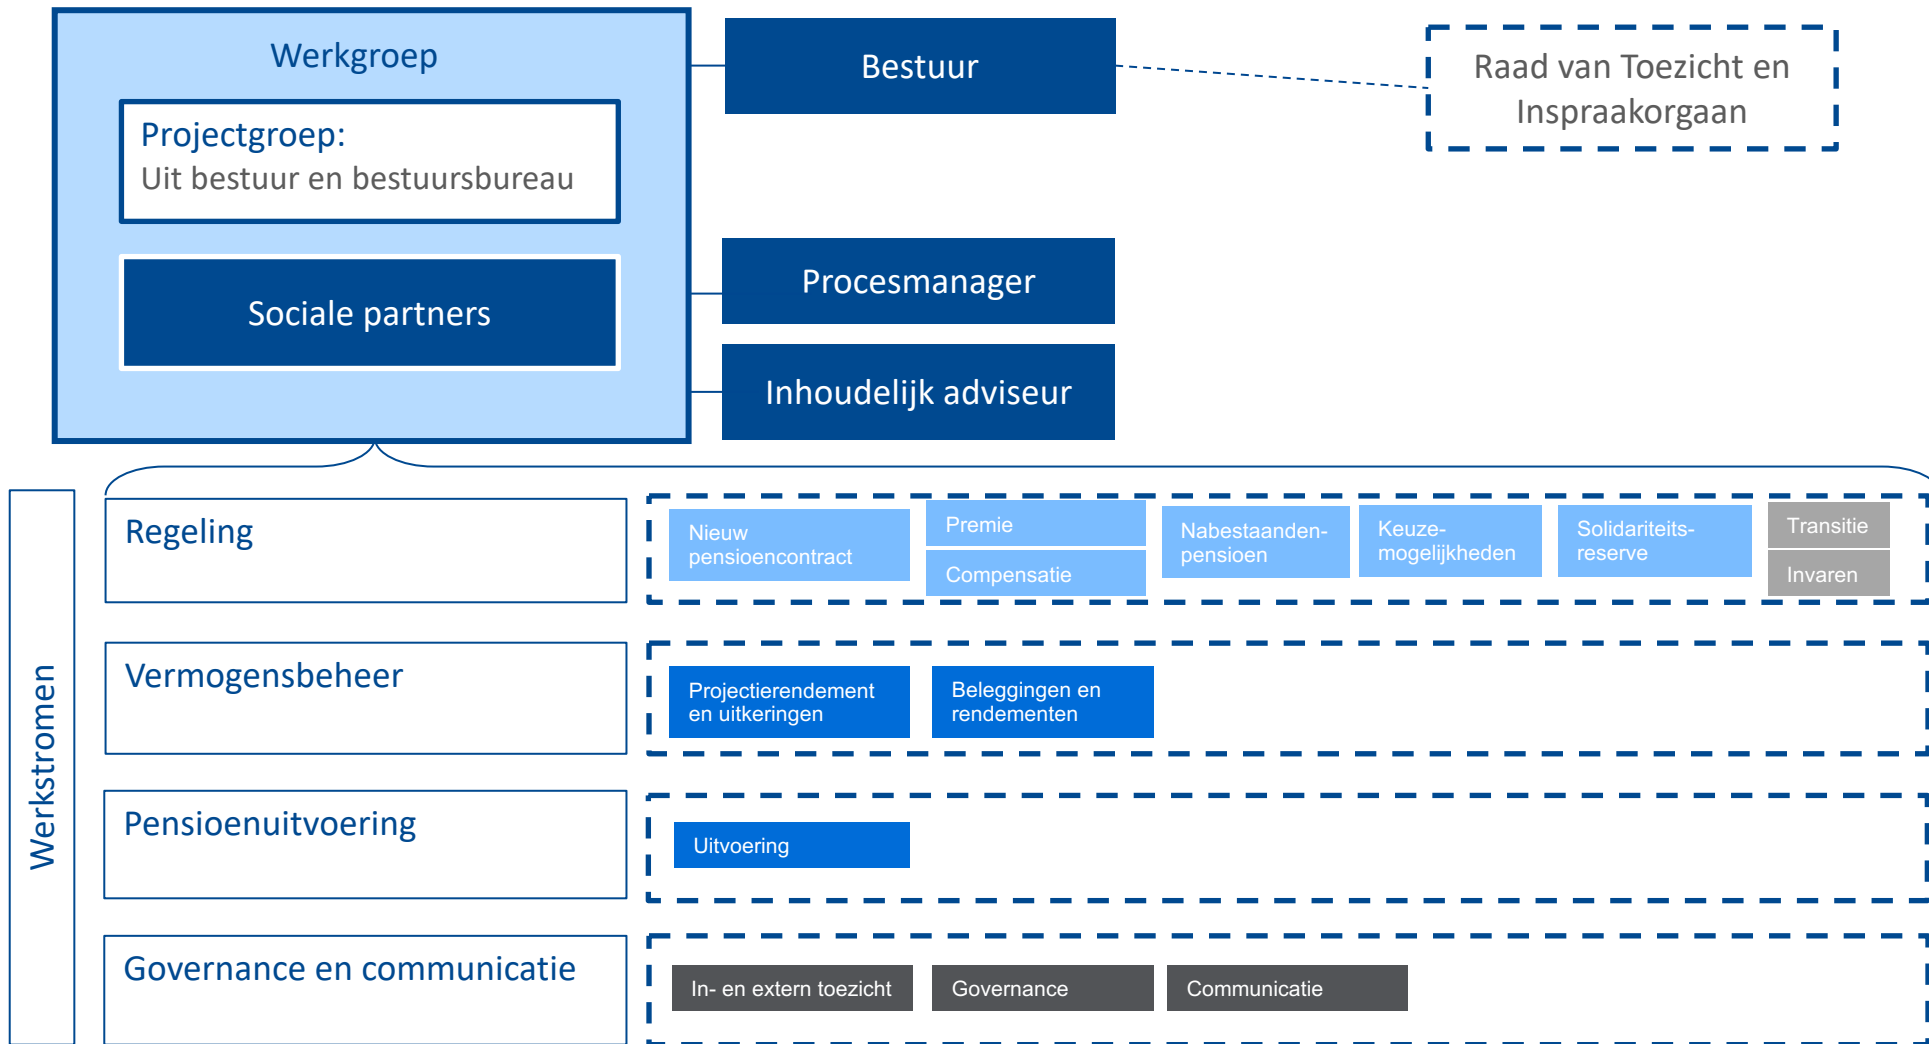 Werkgroep
Projectgroep:
Uit bestuur en bestuursbureau
Sociale partners
Bestuur
Raad van Toezicht en
Inspraakorgaan
Procesmanager
Inhoudelijk adviseur
Werkstromen
Regeling
Nieuw
pensioencontract
Premie
Compensatie
Nabestaanden-
pensioen
Keuze-
mogelijkheden
Solidariteits-
reserve
Transitie
Invaren
Vermogensbeheer
Projectierendement
en uitkeringen
Beleggingen en
rendementen
Pensioenuitvoering
Uitvoering
Governance en communicatie
In- en extern toezicht
Governance
Communicatie